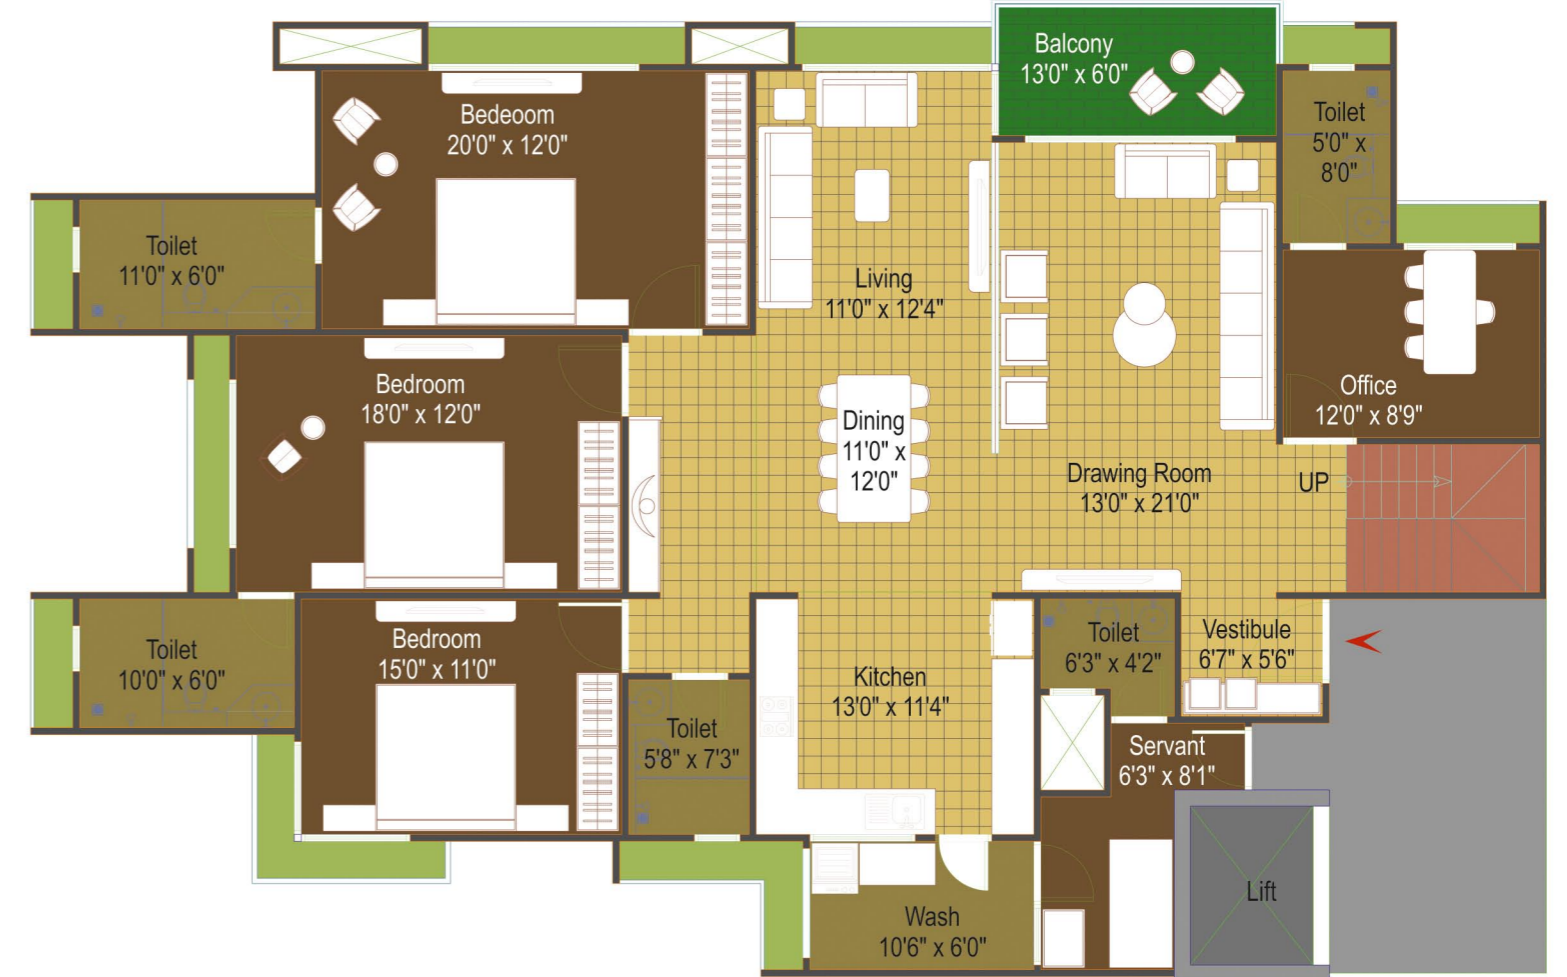 Balcony
13'0" x 6'0"
Bedeoom
20'0" x 12'0"
Toilet
5'0" x
8'0"
Toilet
11'0" x 6'0"
Living
11'0" x 12'4"
Bedroom
18'0" x 12'0"
Office
12'0" x 8'9"
Dining
11'0" x
12'0"
Drawing Room
13'0" x 21'0"
UP
Toilet
10'0" x 6'0"
Bedroom
15'0" x 11'0"
Toilet
6'3" x 4'2"
Vestibule
6'7" x 5'6"
Kitchen
13'0" x 11'4"
Toilet
5'8" x 7'3"
Servant
6'3" x 8'1"
Lift
Wash
10'6" x 6'0"